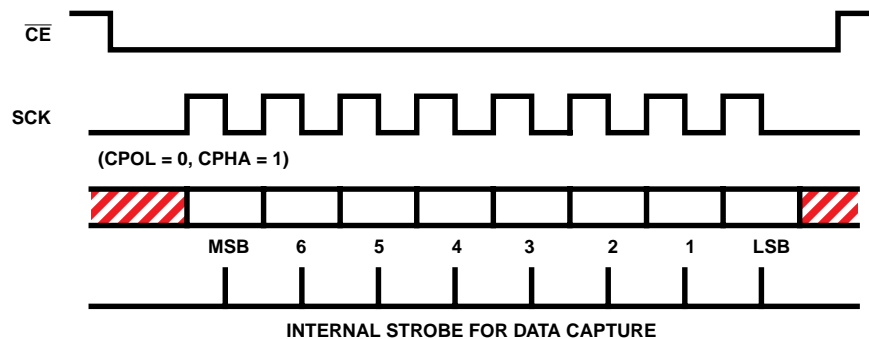 CE
SCK
(CPOL = 0, CPHA = 1)
MSB 6 5 4 3 2 1 LSB
INTERNAL STROBE FOR DATA CAPTURE